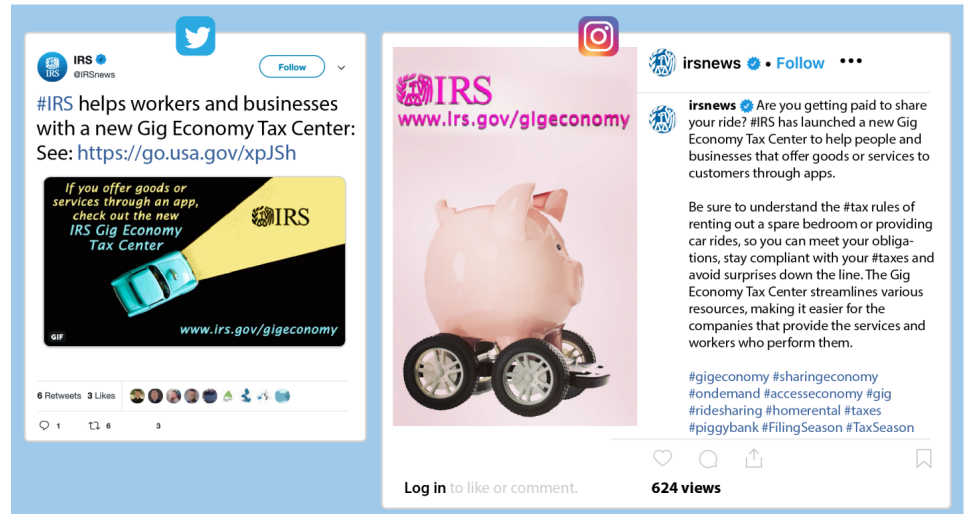 IRS
@IRSnews
Follow
#IRS helps workers and businesses
with a new Gig Economy Tax Center:
See: https://go.usa.gov/xpJSh
If you offer goods or
services through an app,
check out the new
IRS Gig Economy
Tax Center
IRS
www.irs.gov/gigeconomy
GIF
6 Retweets 3 Likes
1 6 3
IRS
www.Irs.gov/gigeconomy
irsnews • Follow •••
irsnews Are you getting paid to share
your ride? #IRS has launched a new Gig
Economy Tax Center to help people and
businesses that offer goods or services to
customers through apps.
Be sure to understand the #tax rules of
renting out a spare bedroom or providing
car rides, so you can meet your obliga-
tions, stay compliant with your #taxes and
avoid surprises down the line. The Gig
Economy Tax Center streamlines various
resources, making it easier for the
companies that provide the services and
workers who perform them.
#gigeconomy #sharingeconomy
#ondemand #accesseconomy #gig
#ridesharing #homerental #taxes
#piggybank #FilingSeason #TaxSeason
Log in to like or comment.
624 views